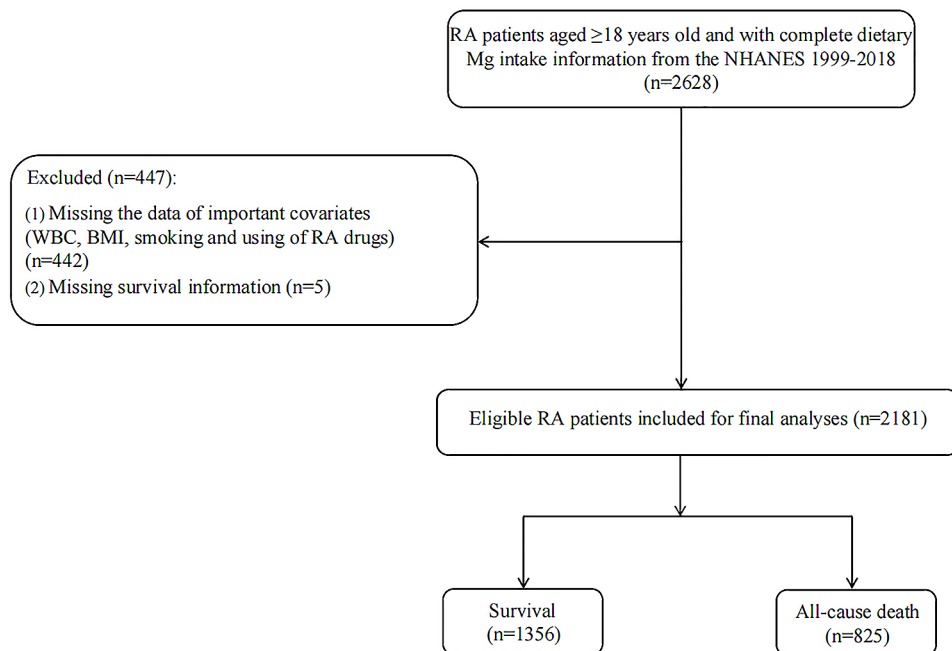 RA patients aged ≥18 years old and with complete dietary
Mg intake information from the NHANES 1999-2018
(n=2628)
Excluded (n=447):
(1) Missing the data of important covariates
(WBC, BMI, smoking and using of RA drugs)
(n=442)
(2) Missing survival information (n=5)
Eligible RA patients included for final analyses (n=2181)
Survival
(n=1356)
All-cause death
(n=825)